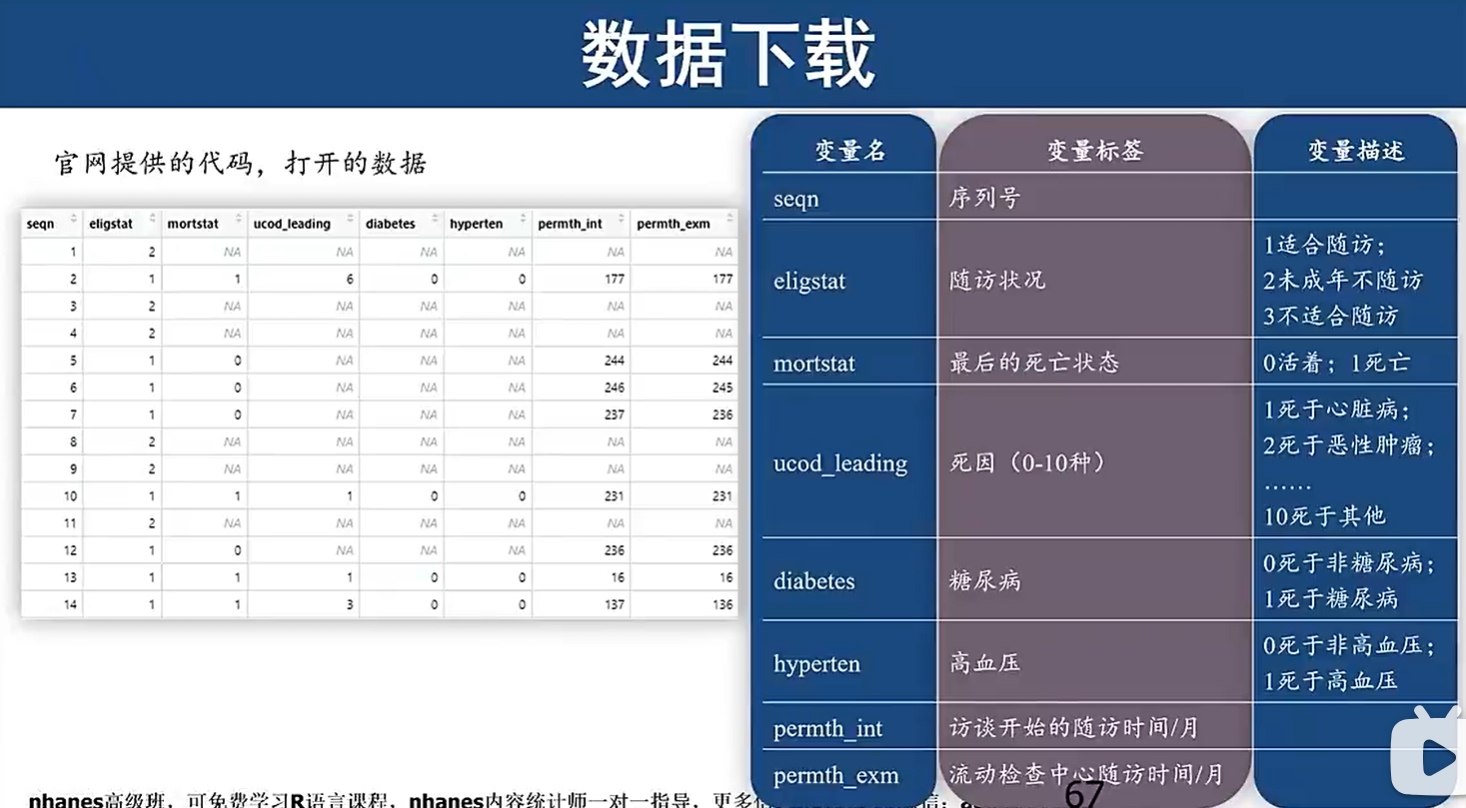 数据下载
官网提供的代码，打开的数据
seqn eligstat mortstat ucod_leading diabetes hyperten permth_int permth_exm
1 2 NA NA NA NA NA NA
2 1 1 6 0 0 177 177
3 2 NA NA NA NA NA NA
4 2 NA NA NA NA NA NA
5 1 0 NA NA NA 244 244
6 1 0 NA NA NA 246 245
7 1 0 NA NA NA 237 236
8 2 NA NA NA NA NA NA
9 2 NA NA NA NA NA NA
10 1 1 1 0 0 231 231
11 2 NA NA NA NA NA NA
12 1 0 NA NA NA 236 236
13 1 1 1 0 0 16 16
14 1 1 3 0 0 137 136
变量名 变量标签 变量描述
seqn 序列号
eligstat 随访状况
1适合随访；
2未成年不随访
3不适合随访
mortstat 最后的死亡状态 0活着；1死亡
ucod_leading 死因（0-10种）
1死于心脏病；
2死于恶性肿瘤；
……
10死于其他
diabetes 糖尿病
0死于非糖尿病；
1死于糖尿病
hyperten 高血压
0死于非高血压；
1死于高血压
permth_int 访谈开始的随访时间/月
permth_exm 流动检查中心随访时间/月
67
nhanes高级班，可免费学习R语言课程，nhanes内容统计师一对一指导，更多